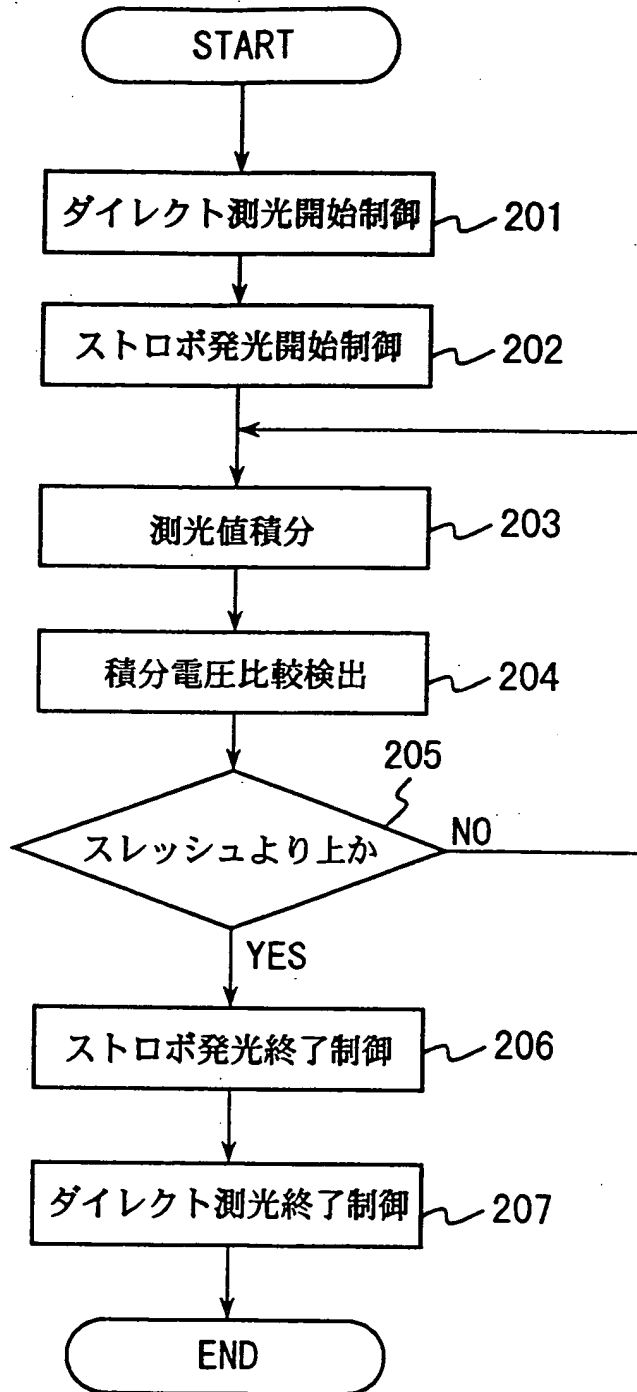 START
ダイレクト測光開始制御
201
ストロボ発光開始制御
202
測光値積分
203
積分電圧比較検出
204
205
スレッシュより上か
NO
YES
ストロボ発光終了制御
206
ダイレクト測光終了制御
207
END